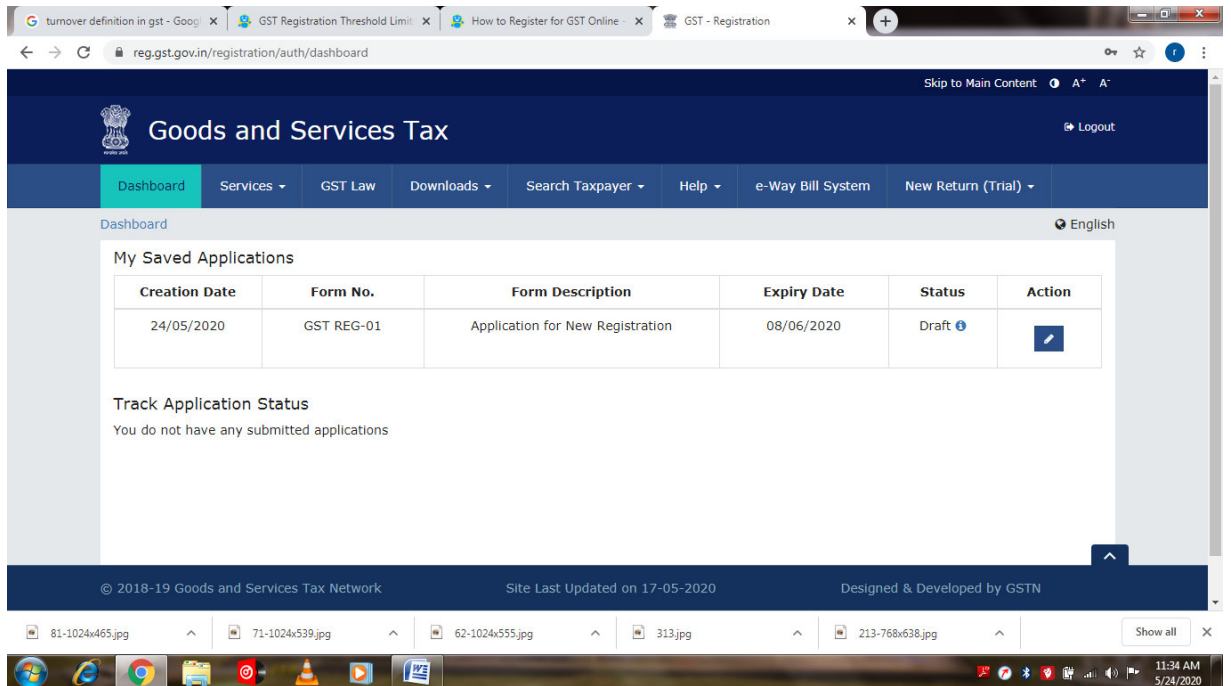 turnover definition in gst - Goog
GST Registration Threshold Limit
How to Register for GST Online -
GST - Registration
reg.gst.gov.in/registration/auth/dashboard
r
Skip to Main Content A+ A-
Goods and Services Tax
Logout
Dashboard Services GST Law Downloads Search Taxpayer Help e-Way Bill System New Return (Trial)
Dashboard English
My Saved Applications
Creation Date Form No. Form Description Expiry Date Status Action
24/05/2020 GST REG-01 Application for New Registration 08/06/2020 Draft
Track Application Status
You do not have any submitted applications
© 2018-19 Goods and Services Tax Network Site Last Updated on 17-05-2020 Designed & Developed by GSTN
81-1024x465.jpg 71-1024x539.jpg 62-1024x555.jpg 313.jpg 213-768x638.jpg Show all
11:34 AM
5/24/2020